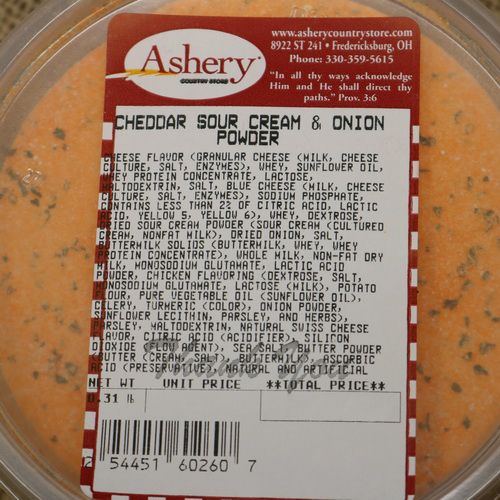 Ashery
COUNTRY STORE
www.asherycountrystore.com
8922 ST 241 • Fredericksburg, OH
Phone: 330-359-5615
"In all thy ways acknowledge
Him and He shall direct thy
paths." Prov. 3:6
CHEDDAR SOUR CREAM & ONION
POWDER
CHEESE FLAVOR (GRANULAR CHEESE (MILK, CHEESE
CULTURE, SALT, ENZYMES), WHEY, SUNFLOWER OIL,
WHEY PROTEIN CONCENTRATE, LACTOSE,
MALTODEXTRIN, SALT, BLUE CHEESE (MILK, CHEESE
CULTURE, SALT, ENZYMES), SODIUM PHOSPHATE,
CONTAINS LESS THAN 2% OF CITRIC ACID, LACTIC
ACID, YELLOW 5, YELLOW 6), WHEY, DEXTROSE,
DRIED SOUR CREAM POWDER (SOUR CREAM (CULTURED
CREAM, NONFAT MILK), DRIED ONION, SALT,
BUTTERMILK SOLIDS (BUTTERMILK, WHEY, WHEY
PROTEIN CONCENTRATE), WHOLE MILK, NON-FAT DRY
MILK, MONOSODIUM GLUTAMATE, LACTIC ACID
POWDER, CHICKEN FLAVORING (DEXTROSE, SALT,
MONOSODIUM GLUTAMATE, LACTOSE (MILK), POTATO
FLOUR, PURE VEGETABLE OIL (SUNFLOWER OIL),
CELERY, TURMERIC (COLOR), ONION POWDER,
SUNFLOWER LECITHIN, PARSLEY, AND HERBS),
PARSLEY, MALTODEXTRIN, NATURAL SWISS CHEESE
FLAVOR, CITRIC ACID (ACIDIFIER), SILICON
DIOXIDE (FLOW AGENT), 2% SALTED BUTTER POWDER
(BUTTER (CREAM, SALT), BUTTERMILK, ASCORBIC
ACID (PRESERVATIVE), NATURAL AND ARTIFICIAL
Thank You
NET WT UNIT PRICE **TOTAL PRICE**
0.31 lb
2 54451 60260 7